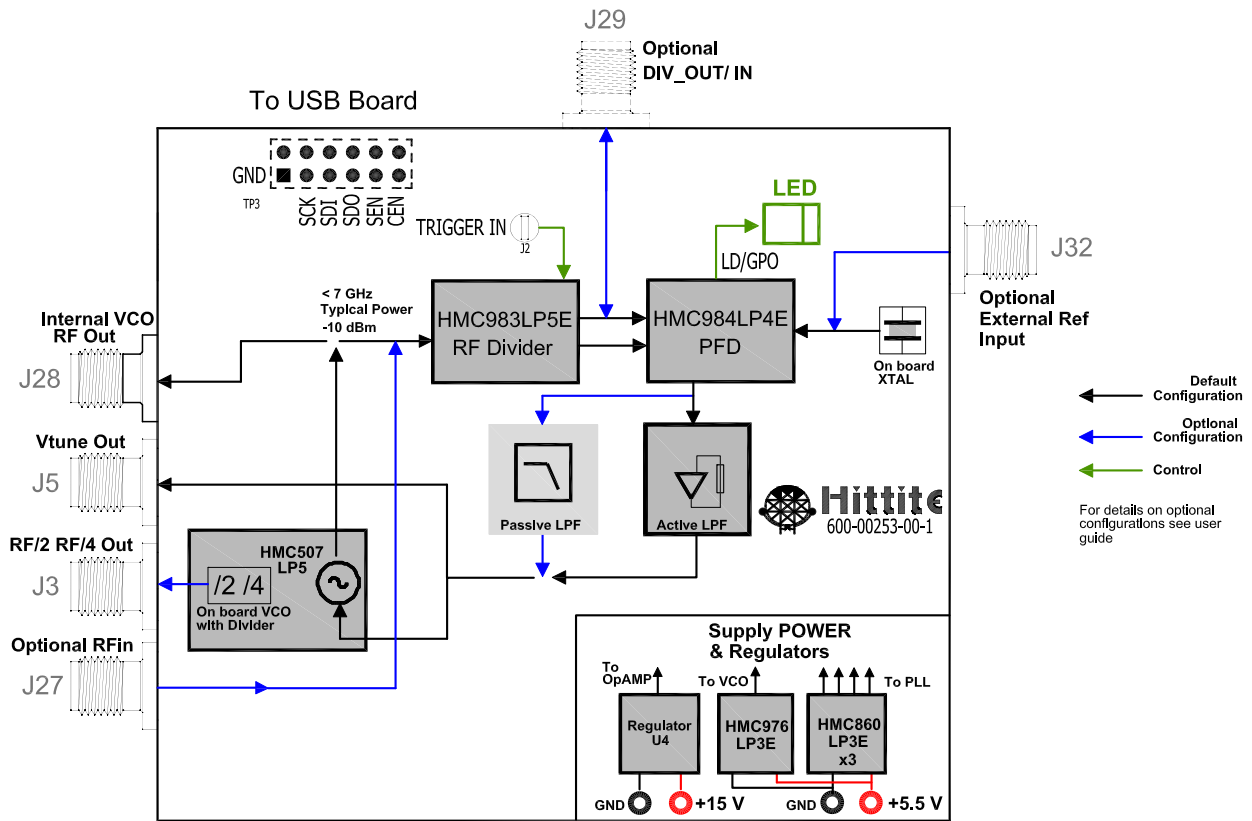 J29
Optional
DIV_OUT/ IN
To USB Board
GND
TP3
SCK
SDI
SDO
SEN
CEN
TRIGGER IN
J2
LED
LD/GPO
J32
Optional
External Ref
Input
< 7 GHz
Typical Power
-10 dBm
Internal VCO
RF Out
J28
HMC983LP5E
RF Divider
HMC984LP4E
PFD
On board
XTAL
Default
Configuration
Optional
Configuration
Control
For details on optional
configurations see user
guide
Vtune Out
J5
Passive LPF
Active LPF
Hittite
600-00253-00-1
RF/2 RF/4 Out
J3
HMC507
LP5
/2 /4
On board VCO
with Divider
Optional RFin
J27
Supply POWER
& Regulators
To
OpAMP
To VCO
To PLL
Regulator
U4
HMC976
LP3E
HMC860
LP3E
x3
GND
+15 V
GND
+5.5 V